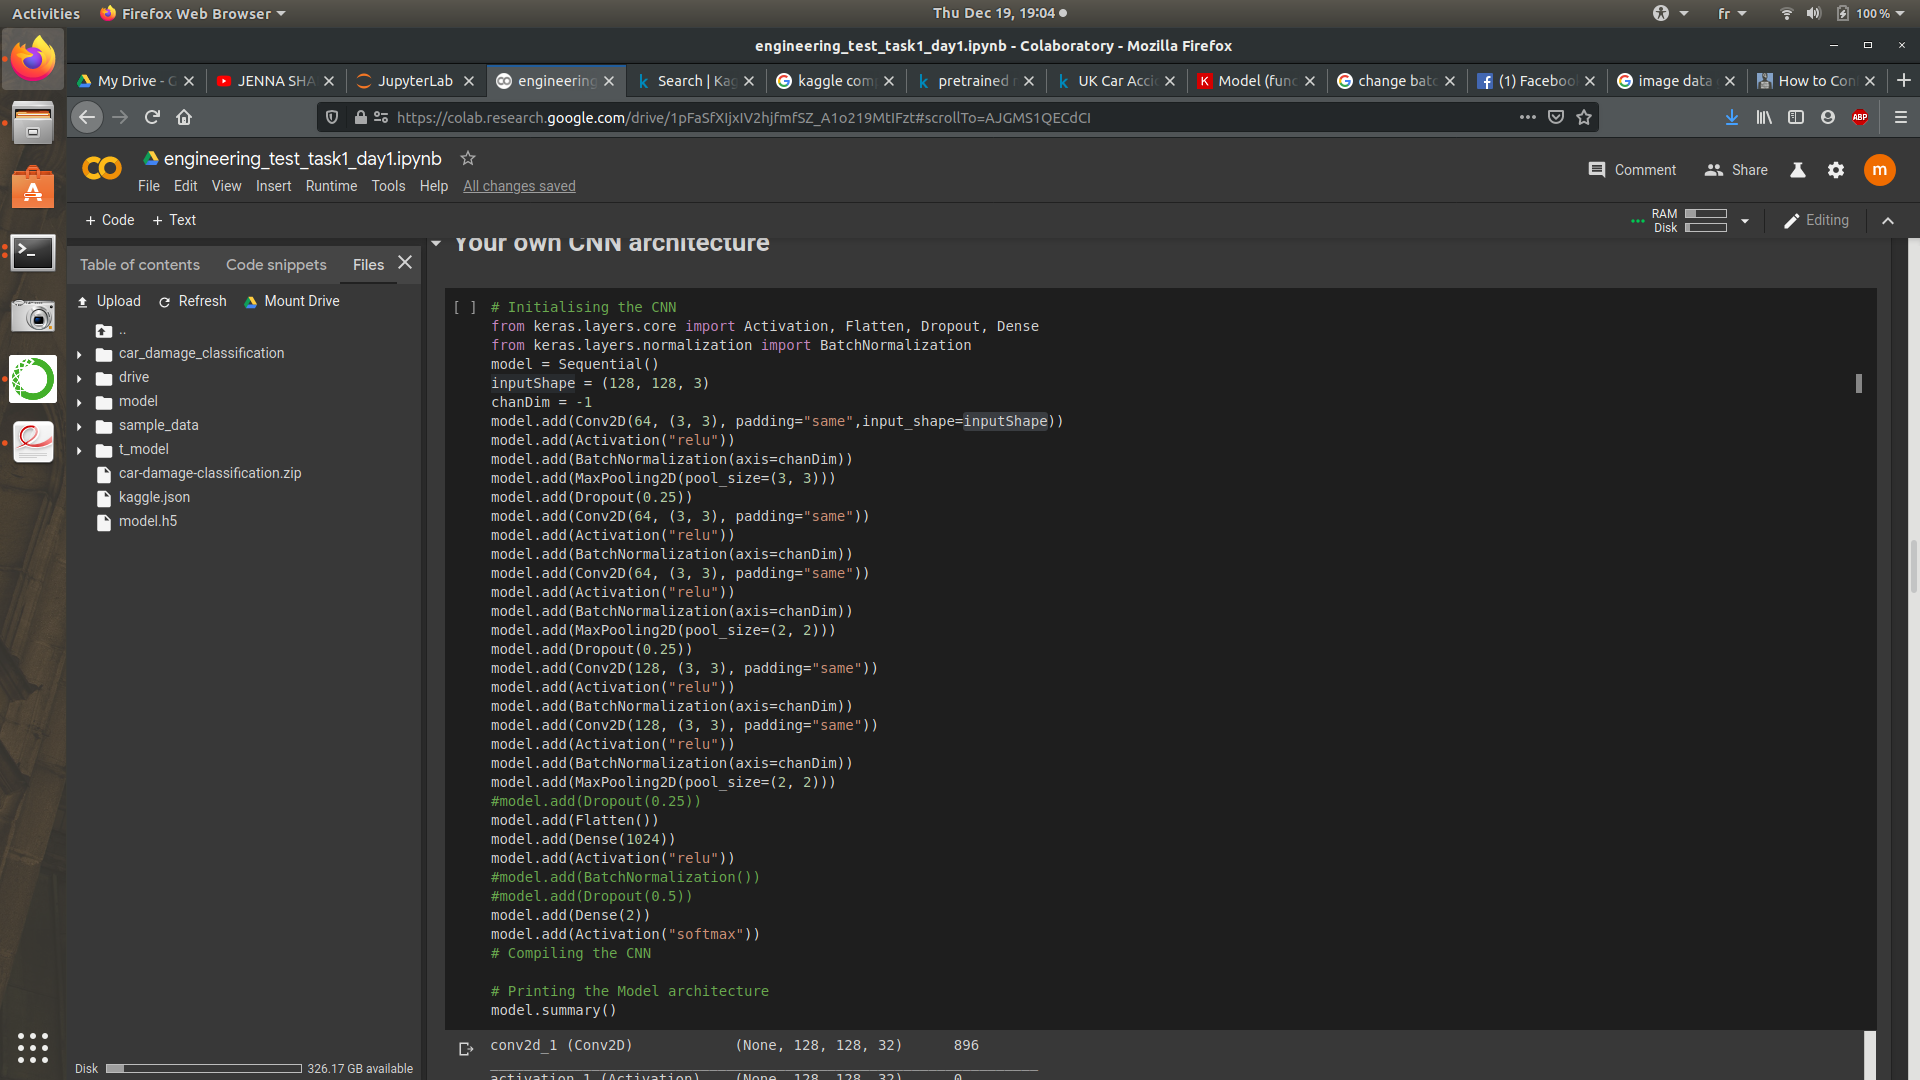 Activities
Firefox Web Browser
Thu Dec 19, 19:04
fr
100 %
engineering_test_task1_day1.ipynb - Colaboratory - Mozilla Firefox
My Drive - G
JENNA SHA
JupyterLab
engineering
Search | Kag
kaggle com
pretrained
UK Car Acci
Model (func
change batc
(1) Facebook
image data
How to Con
https://colab.research.google.com/drive/1pFaSfXIjxIV2hjfmfSZ_A1o219MtIFzt#scrollTo=AJGMS1QECdCI
ABP
engineering_test_task1_day1.ipynb
File Edit View Insert Runtime Tools Help All changes saved
Comment
Share
m
+ Code + Text
RAM
Disk
Editing
Table of contents
Code snippets
Files
Upload
Refresh
Mount Drive
..
car_damage_classification
drive
model
sample_data
t_model
car-damage-classification.zip
kaggle.json
model.h5
Disk
326.17 GB available
Your own CNN architecture
[ ]
# Initialising the CNN
from keras.layers.core import Activation, Flatten, Dropout, Dense
from keras.layers.normalization import BatchNormalization
model = Sequential()
inputShape = (128, 128, 3)
chanDim = -1
model.add(Conv2D(64, (3, 3), padding="same",input_shape=inputShape))
model.add(Activation("relu"))
model.add(BatchNormalization(axis=chanDim))
model.add(MaxPooling2D(pool_size=(3, 3)))
model.add(Dropout(0.25))
model.add(Conv2D(64, (3, 3), padding="same"))
model.add(Activation("relu"))
model.add(BatchNormalization(axis=chanDim))
model.add(Conv2D(64, (3, 3), padding="same"))
model.add(Activation("relu"))
model.add(BatchNormalization(axis=chanDim))
model.add(MaxPooling2D(pool_size=(2, 2)))
model.add(Dropout(0.25))
model.add(Conv2D(128, (3, 3), padding="same"))
model.add(Activation("relu"))
model.add(BatchNormalization(axis=chanDim))
model.add(Conv2D(128, (3, 3), padding="same"))
model.add(Activation("relu"))
model.add(BatchNormalization(axis=chanDim))
model.add(MaxPooling2D(pool_size=(2, 2)))
#model.add(Dropout(0.25))
model.add(Flatten())
model.add(Dense(1024))
model.add(Activation("relu"))
#model.add(BatchNormalization())
#model.add(Dropout(0.5))
model.add(Dense(2))
model.add(Activation("softmax"))
# Compiling the CNN
# Printing the Model architecture
model.summary()
conv2d_1 (Conv2D) (None, 128, 128, 32) 896
activation_1 (Activation) (None, 128, 128, 32) 0